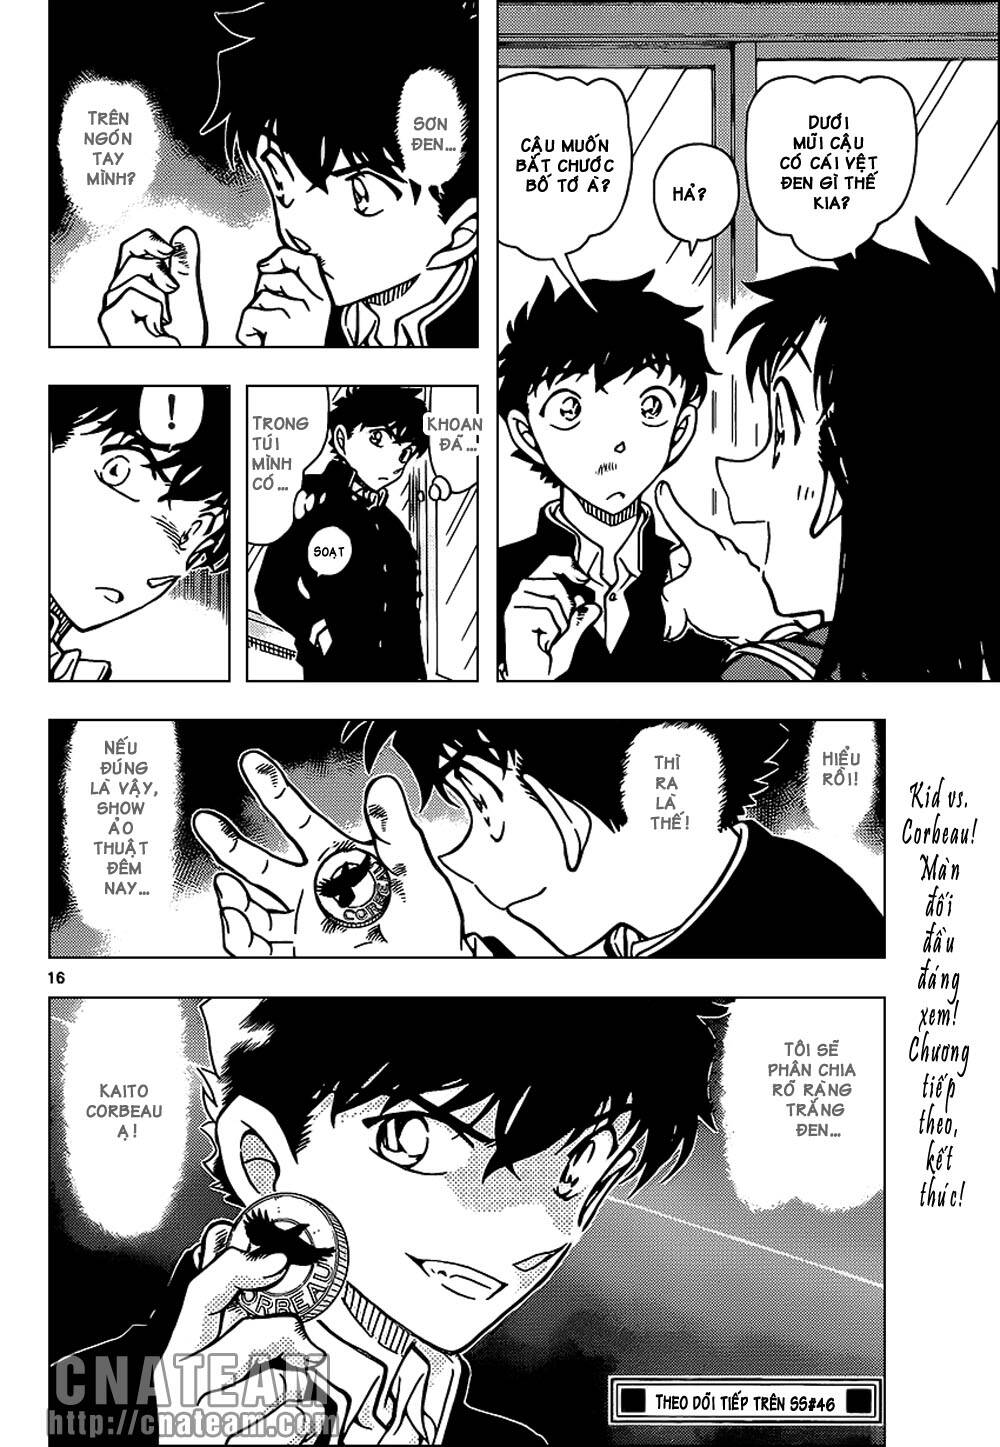 DƯỚI
MŨI CẬU
CÓ CÁI VỆT
ĐEN GÌ THẾ
KIA?
HẢ?
CẬU MUỐN
BẮT CHƯỚC
BỐ TỚ À?
SƠN
ĐEN...
TRÊN
NGÓN
TAY
MÌNH?
KHOAN
ĐÃ...
TRONG
TÚI
MÌNH
CÓ...
SOẠT
!
HIỂU
RỒI!
THÌ
RA
LÀ
THẾ!
NẾU
ĐÚNG
LÀ VẬY,
SHOW
ẢO
THUẬT
ĐÊM
NAY...
CORBEAU
16
TÔI SẼ
PHÂN CHIA
RÕ RÀNG
TRẮNG
ĐEN...
KAITO
CORBEAU
Ạ!
CORBEAU
Kid vs.
Corbeau!
Màn
đối
đầu
đáng
xem!
Chương
tiếp
theo,
kết
thúc!
THEO DÕI TIẾP TRÊN SS#46
CNATEAM
http://cnateam.com/